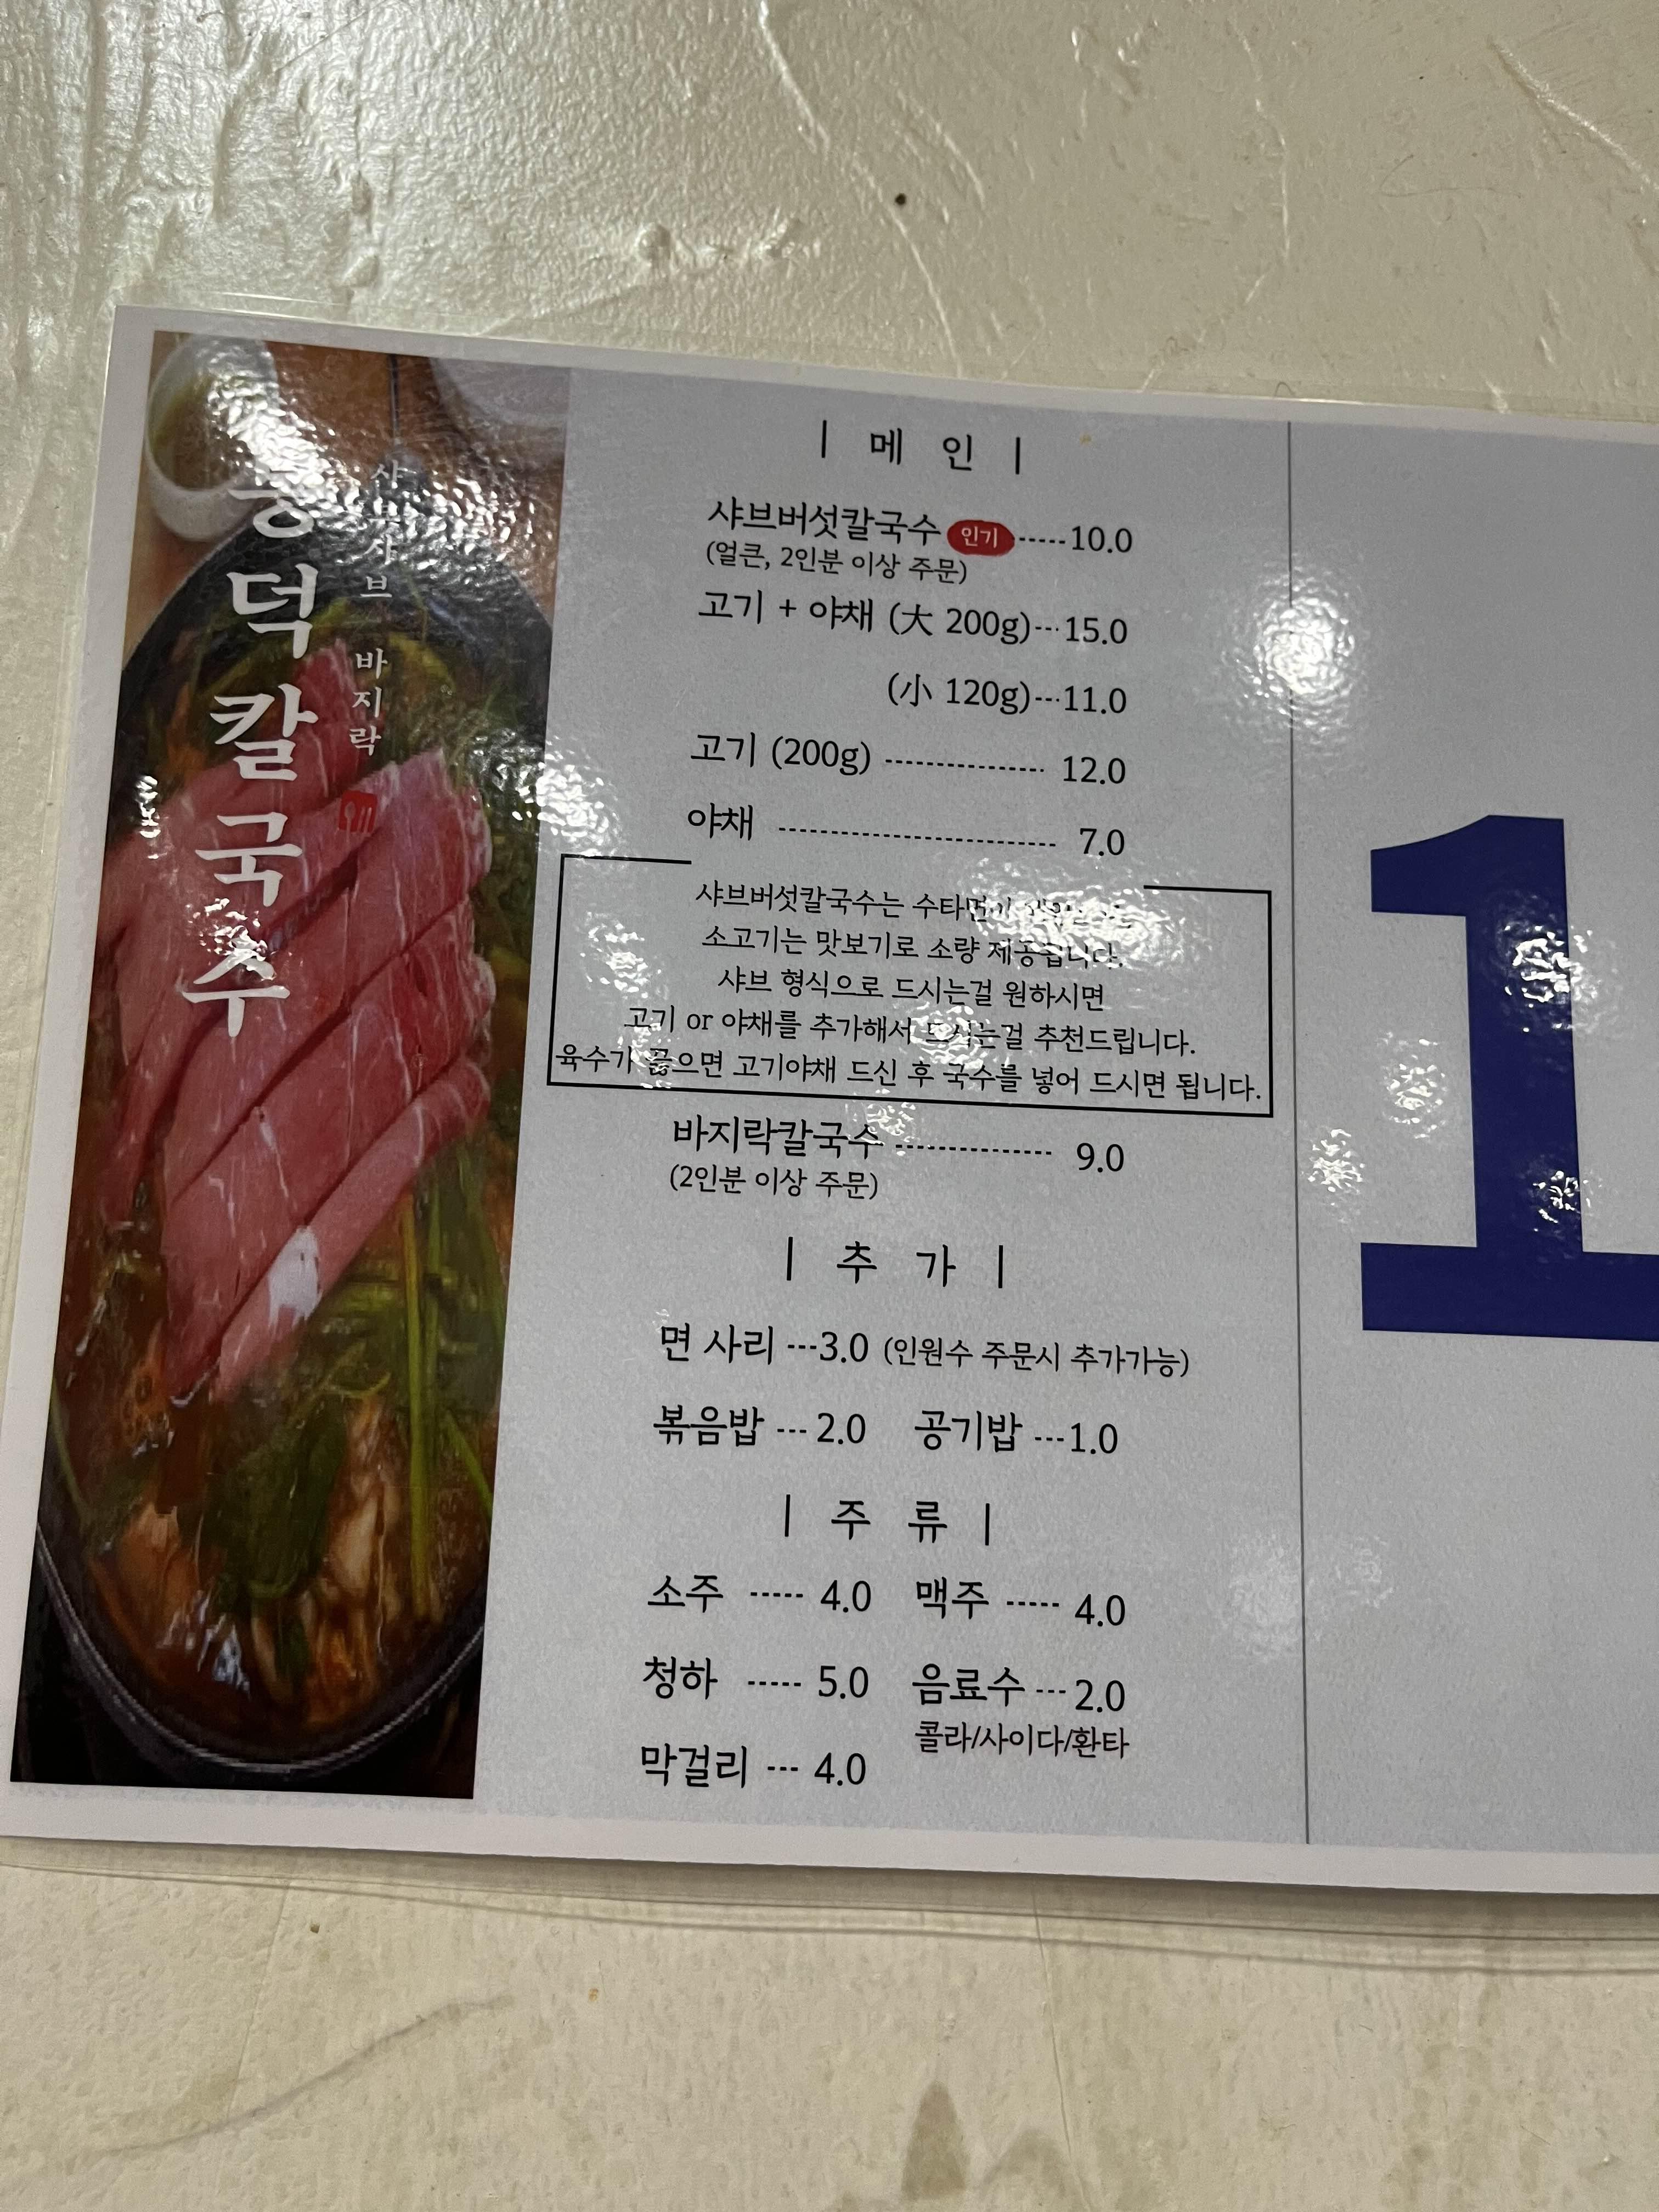 덕칼국수
샤브샤브 바지락
| 메 인 |
샤브버섯칼국수 인기 -----10.0
(얼큰, 2인분 이상 주문)
고기 + 야채 (大 200g)---15.0
(小 120g)---11.0
고기 (200g) ---------------- 12.0
야채 ---------------------------- 7.0
샤브버섯칼국수는 수타면이
소고기는 맛보기로 소량 제공됩니다.
샤브 형식으로 드시는걸 원하시면
고기 or 야채를 추가해서 드시는걸 추천드립니다.
육수가 끓으면 고기야채 드신 후 국수를 넣어 드시면 됩니다.
바지락칼국수 ---------------- 9.0
(2인분 이상 주문)
| 추 가 |
면 사리 ---3.0 (인원수 주문시 추가가능)
볶음밥 ---2.0 공기밥 ---1.0
| 주 류 |
소주 ----- 4.0 맥주 ----- 4.0
청하 ----- 5.0 음료수 ---2.0
콜라/사이다/환타
막걸리 --- 4.0
1